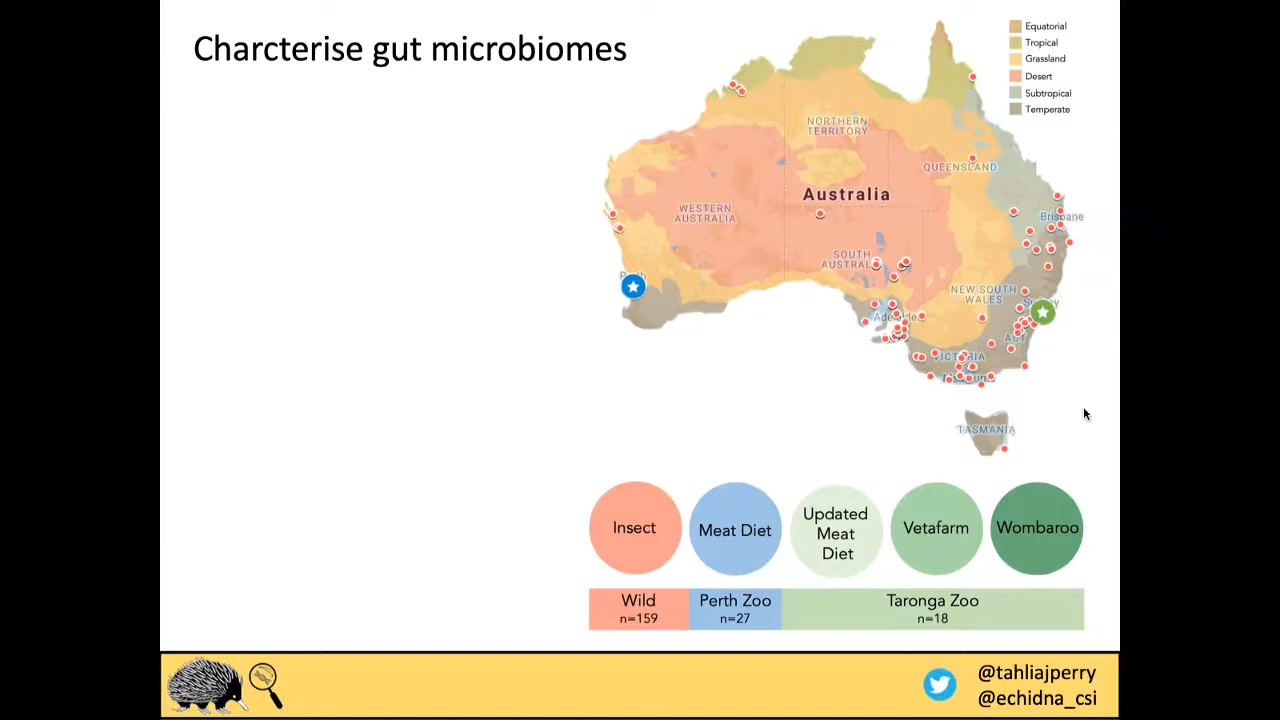 Charcterise gut microbiomes
Equatorial
Tropical
Grassland
Desert
Subtropical
Temperate
NORTHERN
TERRITORY
QUEENSLAND
Australia
WESTERN
AUSTRALIA
Brisbane
SOUTH
AUSTRAL
NEW SOUTH
WALES
VICTORIA
TASMANIA
Insect
Meat Diet
Updated
Meat
Diet
Vetafarm
Wombaroo
Wild
n=159
Perth Zoo
n=27
Taronga Zoo
n=18
@tahliajperry
@echidna_csi